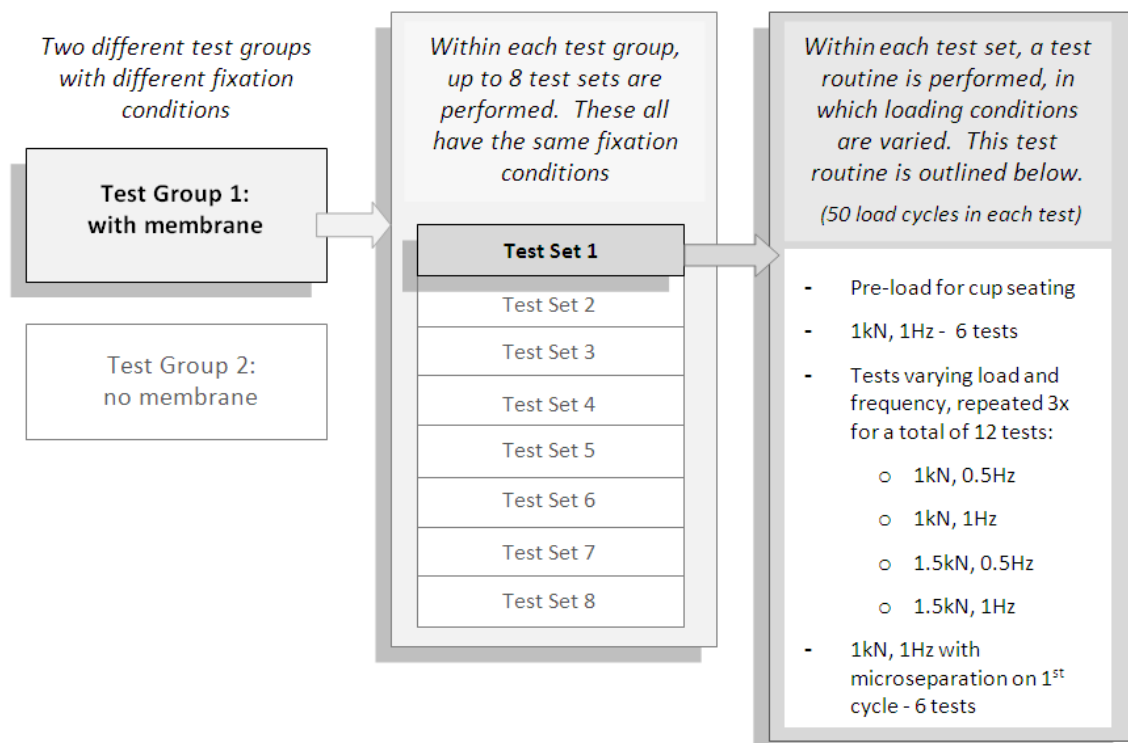 Two different test groups
with different fixation
conditions
Test Group 1:
with membrane
Test Group 2:
no membrane
Within each test group,
up to 8 test sets are
performed. These all
have the same fixation
conditions
Test Set 1
Test Set 2
Test Set 3
Test Set 4
Test Set 5
Test Set 6
Test Set 7
Test Set 8
Within each test set, a test
routine is performed, in
which loading conditions
are varied. This test
routine is outlined below.
(50 load cycles in each test)
- Pre-load for cup seating
- 1kN, 1Hz - 6 tests
- Tests varying load and
frequency, repeated 3x
for a total of 12 tests:
o 1kN, 0.5Hz
o 1kN, 1Hz
o 1.5kN, 0.5Hz
o 1.5kN, 1Hz
- 1kN, 1Hz with
microseparation on 1st
cycle - 6 tests